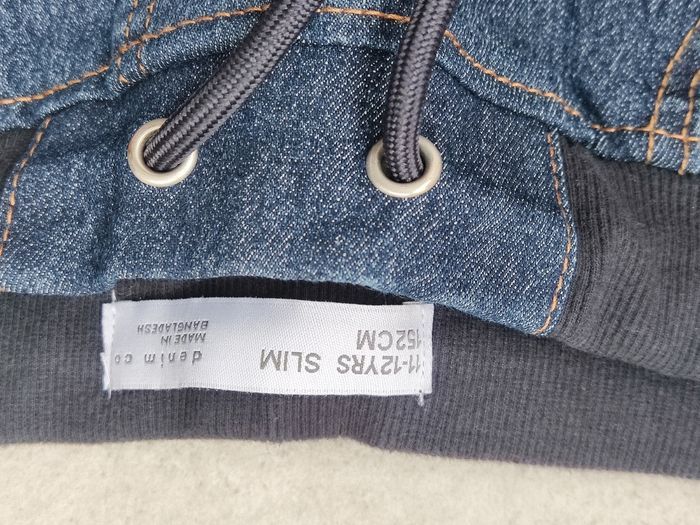 11-12YRS SLIM
152CM
denim co
MADE IN
BANGLADESH